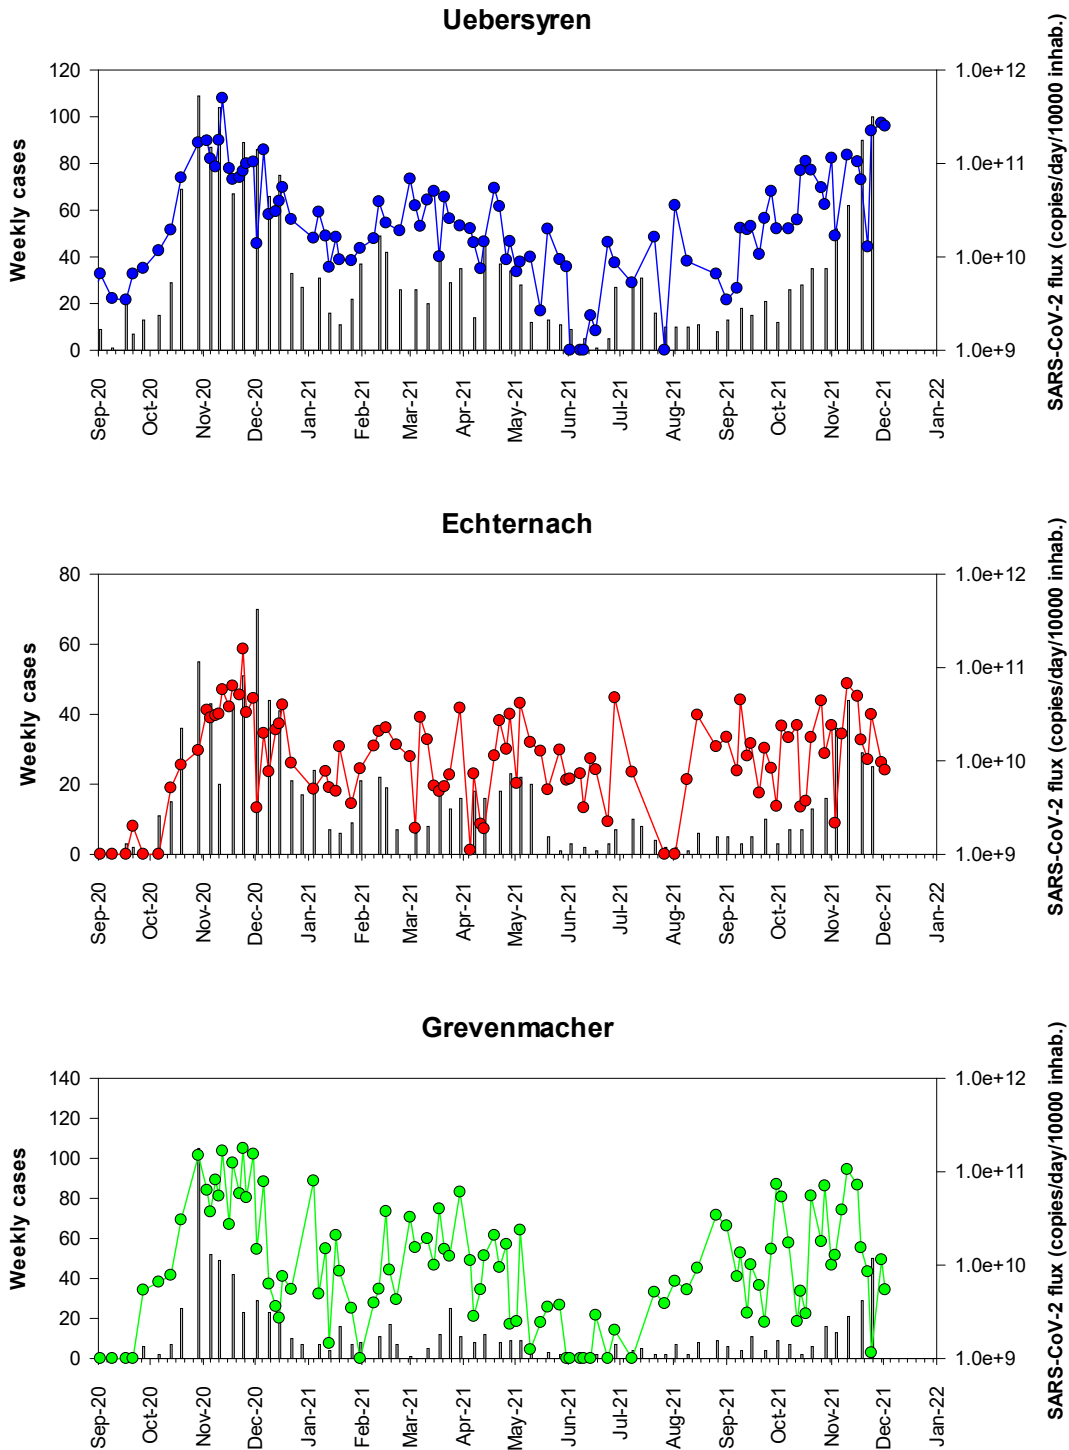 Uebersyren
Weekly cases
120
100
80
60
40
20
0
1.0e+12
1.0e+11
1.0e+10
1.0e+9
SARS-CoV-2 flux (copies/day/10000 inhab.)
Sep-20
Oct-20
Nov-20
Dec-20
Jan-21
Feb-21
Mar-21
Apr-21
May-21
Jun-21
Jul-21
Aug-21
Sep-21
Oct-21
Nov-21
Dec-21
Jan-22
Echternach
Weekly cases
80
60
40
20
0
1.0e+12
1.0e+11
1.0e+10
1.0e+9
SARS-CoV-2 flux (copies/day/10000 inhab.)
Sep-20
Oct-20
Nov-20
Dec-20
Jan-21
Feb-21
Mar-21
Apr-21
May-21
Jun-21
Jul-21
Aug-21
Sep-21
Oct-21
Nov-21
Dec-21
Jan-22
Grevenmacher
Weekly cases
140
120
100
80
60
40
20
0
1.0e+12
1.0e+11
1.0e+10
1.0e+9
SARS-CoV-2 flux (copies/day/10000 inhab.)
Sep-20
Oct-20
Nov-20
Dec-20
Jan-21
Feb-21
Mar-21
Apr-21
May-21
Jun-21
Jul-21
Aug-21
Sep-21
Oct-21
Nov-21
Dec-21
Jan-22